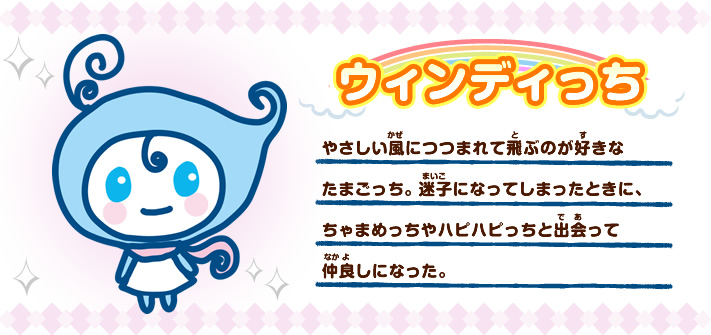 ウィンディっち
やさしい風につつまれて飛ぶのが好きな
たまごっち。迷子になってしまったときに、
ちゃまめっちやハピハピっちと出会って
仲良しになった。